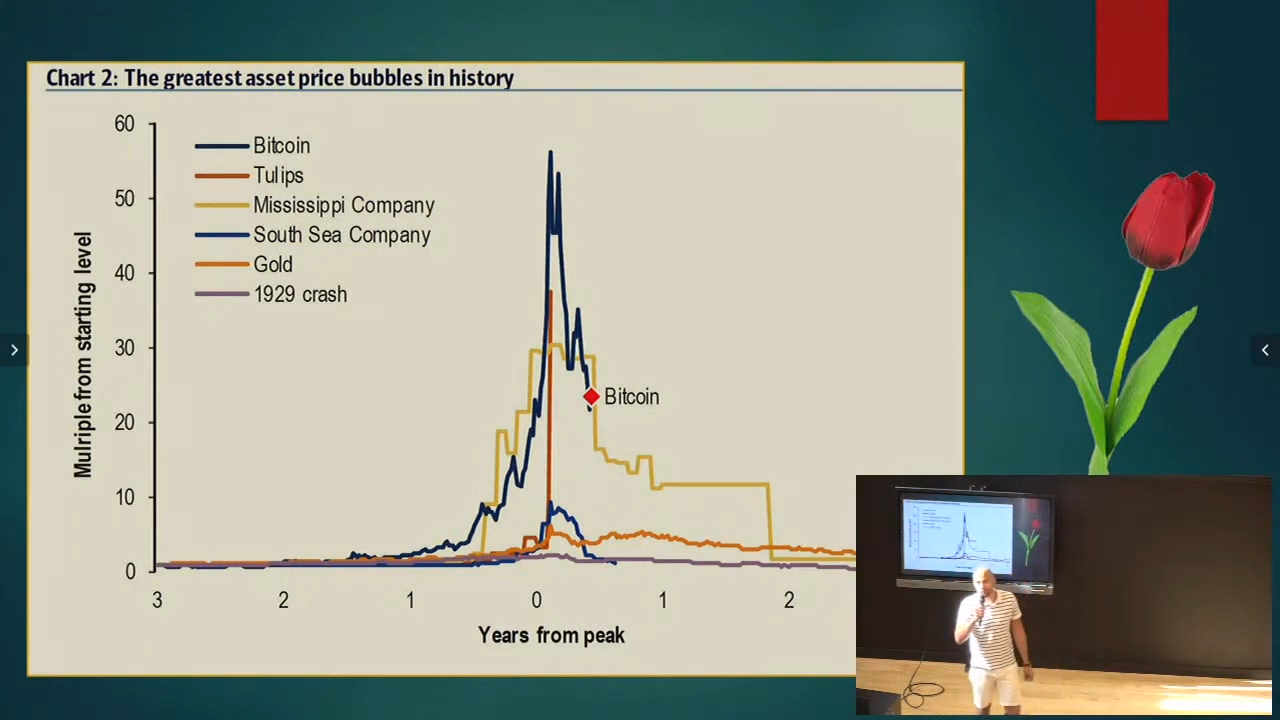 Chart 2: The greatest asset price bubbles in history
60
50
40
30
20
10
0
Mulriple from starting level
Bitcoin
Tulips
Mississippi Company
South Sea Company
Gold
1929 crash
Bitcoin
3 2 1 0 1 2
Years from peak